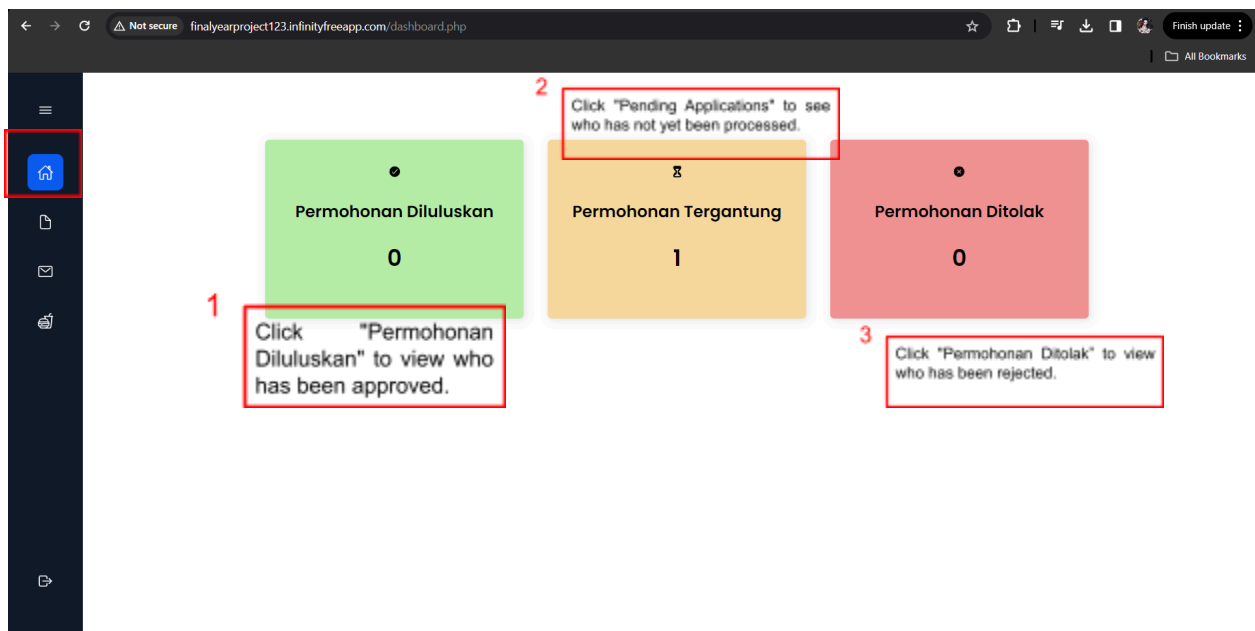 Not secure finalyearproject123.infinityfreeapp.com/dashboard.php
Finish update
All Bookmarks
2
Click "Pending Applications" to see
who has not yet been processed.
Permohonan Diluluskan
0
Permohonan Tergantung
1
Permohonan Ditolak
0
1
Click "Permohonan
Diluluskan" to view who
has been approved.
3
Click "Permohonan Ditolak" to view
who has been rejected.